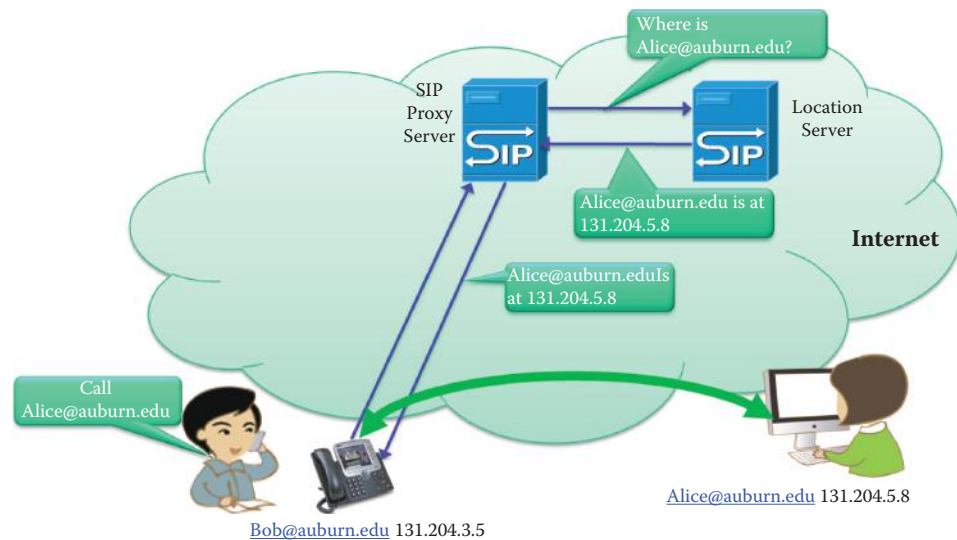 Where is
Alice@auburn.edu?
SIP
Proxy
Server
SIP
SIP
Location
Server
Alice@auburn.edu is at
131.204.5.8
Internet
Alice@auburn.eduIs
at 131.204.5.8
Call
Alice@auburn.edu
Alice@auburn.edu 131.204.5.8
Bob@auburn.edu 131.204.3.5